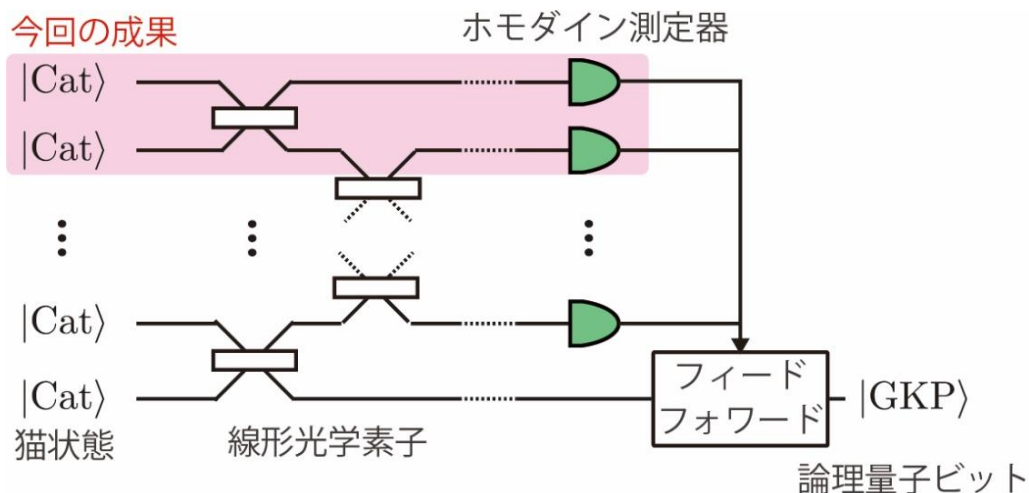 今回の成果
ホモダイン測定器
|Cat⟩
|Cat⟩
|Cat⟩
|Cat⟩
フィード
フォワード
|GKP⟩
猫状態
線形光学素子
論理量子ビット